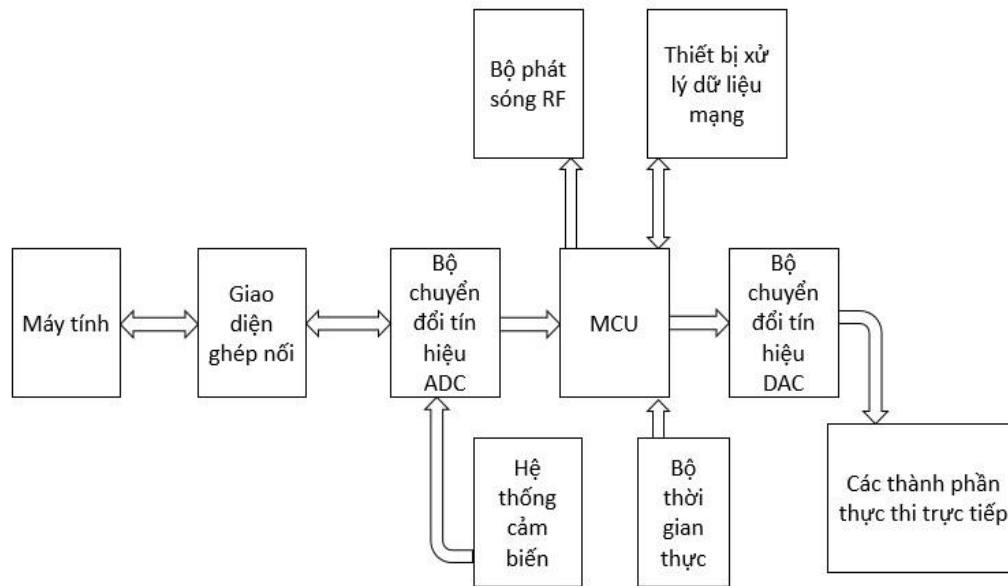 Bộ phát
sóng RF
Thiết bị xử
lý dữ liệu
mạng
Máy tính
Giao
diện
ghép nối
Bộ
chuyển
đổi tín
hiệu
ADC
MCU
Bộ
chuyển
đổi tín
hiệu
DAC
Hệ
thống
cảm
biến
Bộ
thời
gian
thực
Các thành phần
thực thi trực tiếp